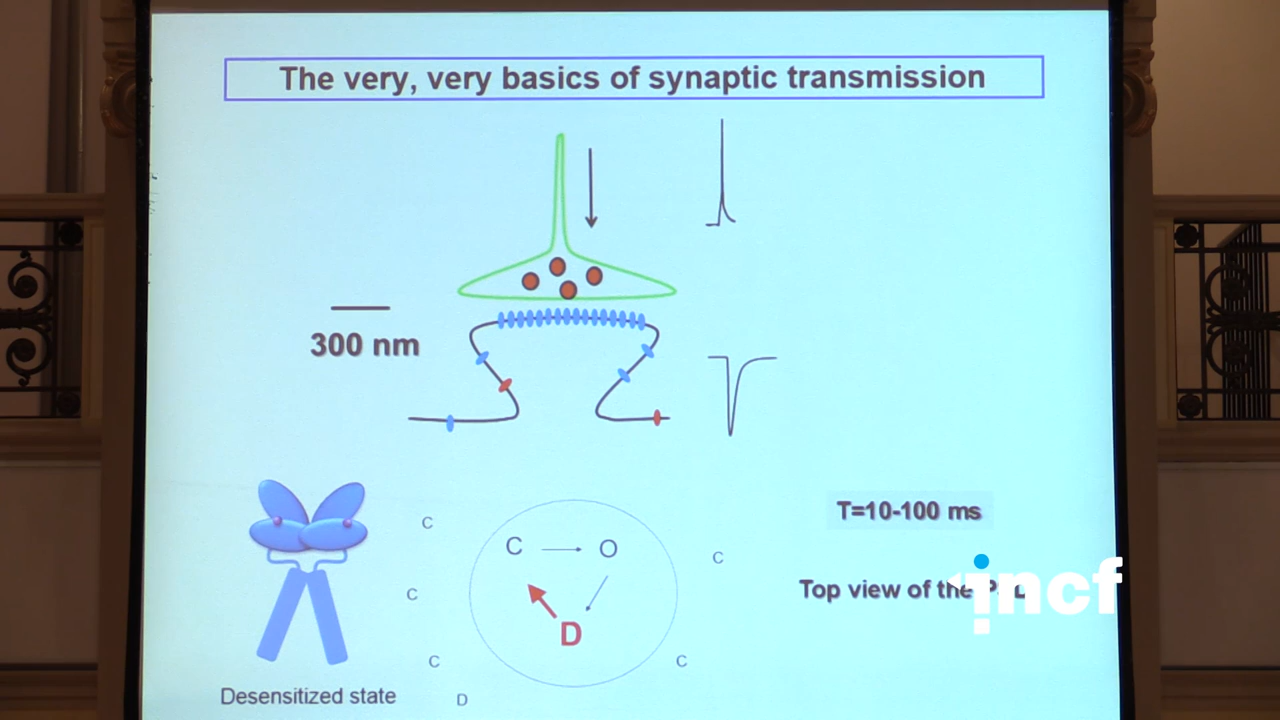 The very, very basics of synaptic transmission
300 nm
T=10-100 ms
Top view of the
incf
C
C
C
D
C → O
D
C
C
Desensitized state